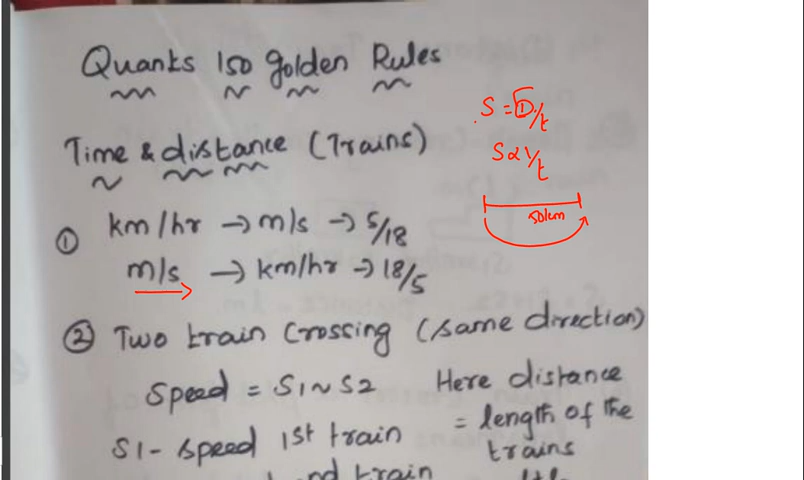 Quants 150 golden Rules
Time & distance (Trains)
S = D/t
S ∝ 1/t
50km
① km/hr → m/s → 5/18
m/s → km/hr → 18/5
② Two train Crossing (same direction)
Speed = S1 ~ S2
Here distance
= length of the
trains
S1 - speed 1st train
train